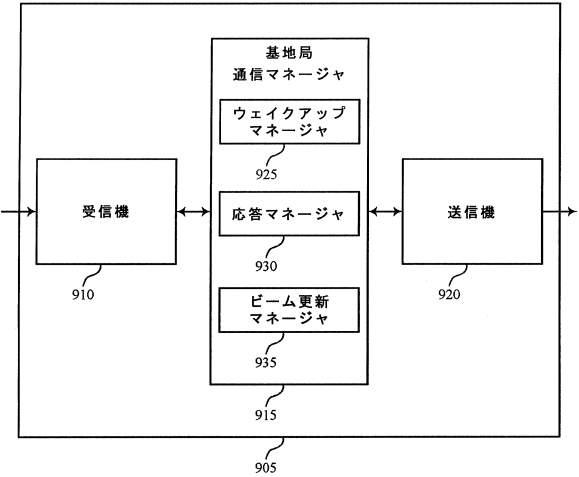 基地局
通信マネージャ
ウェイクアップ
マネージャ
925
受信機
910
応答マネージャ
930
送信機
920
ビーム更新
マネージャ
935
915
905